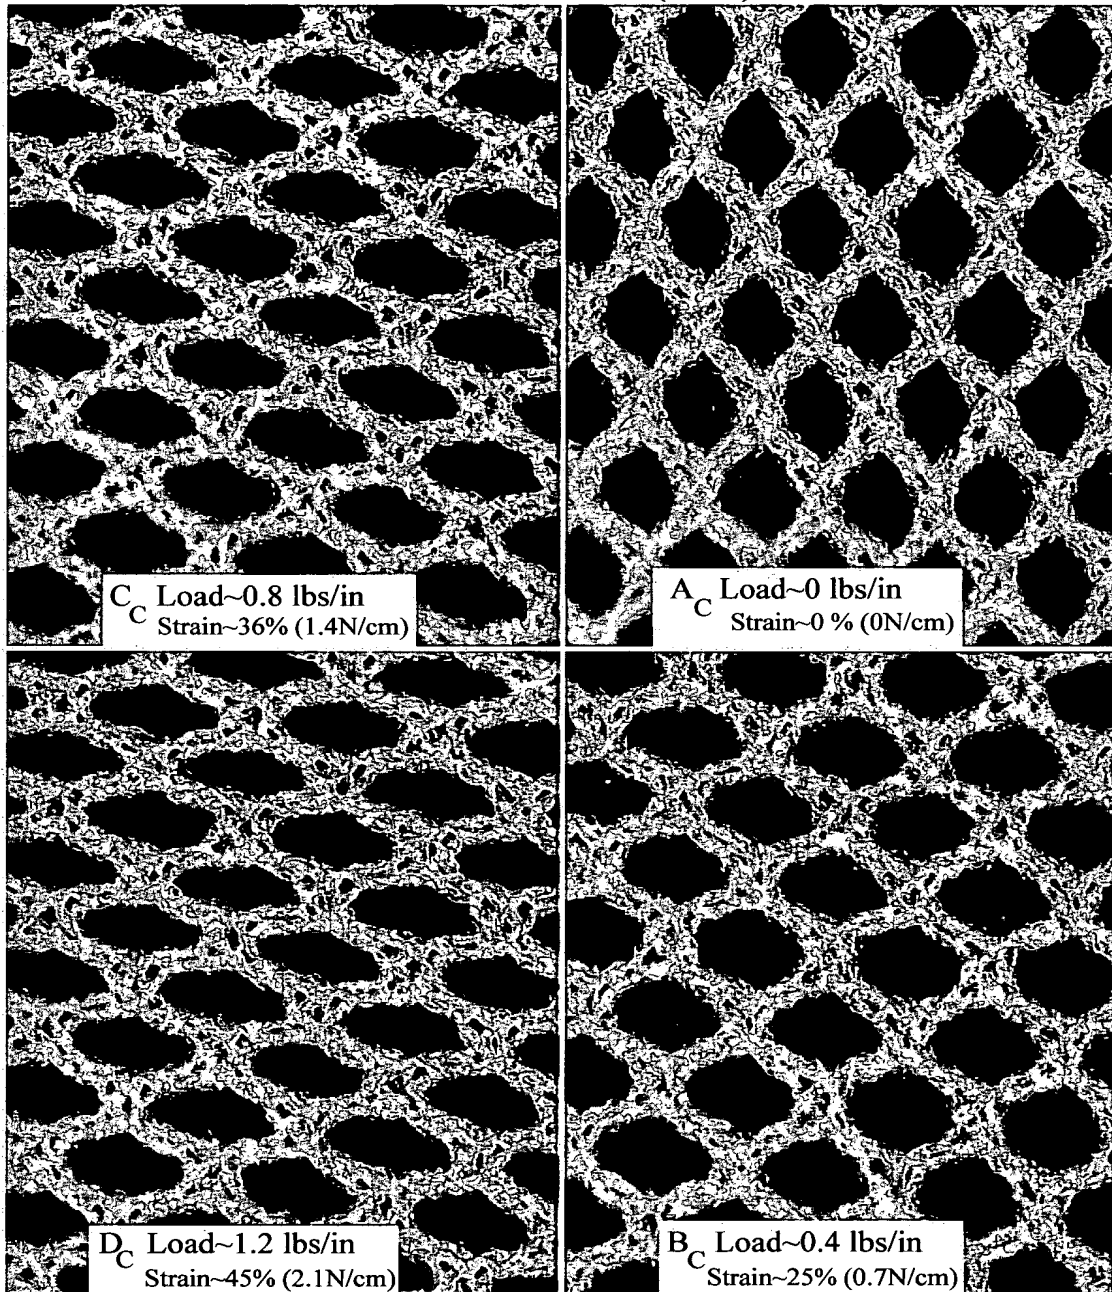 C_C Load~0.8 lbs/in
Strain~36% (1.4N/cm)
A_C Load~0 lbs/in
Strain~0 % (0N/cm)
D_C Load~1.2 lbs/in
Strain~45% (2.1N/cm)
B_C Load~0.4 lbs/in
Strain~25% (0.7N/cm)